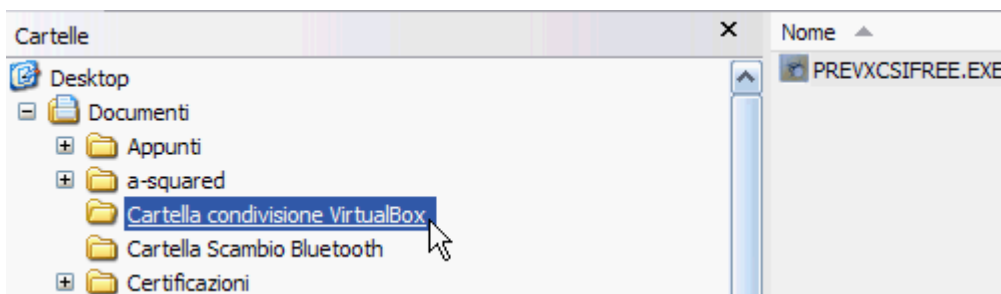 Cartelle
Desktop
Documenti
Appunti
a-squared
Cartella condivisione VirtualBox
Cartella Scambio Bluetooth
Certificazioni
Nome
PREVXCSIFREE.EXE